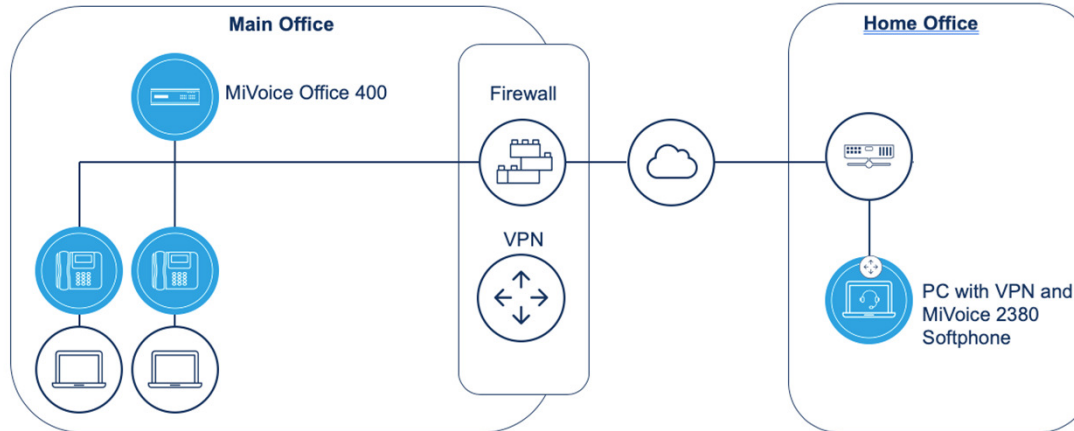 Main Office
Home Office
MiVoice Office 400
Firewall
VPN
PC with VPN and
MiVoice 2380
Softphone